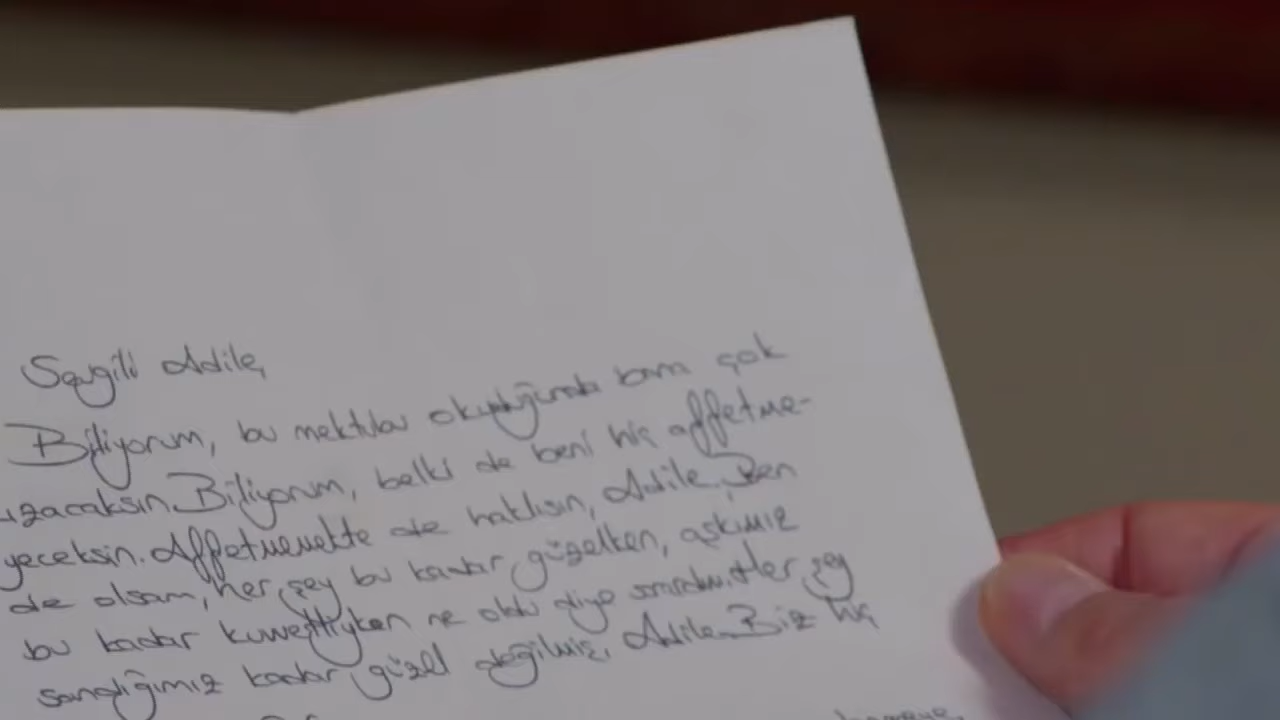 Sevgili Adile,
Biliyorum, bu mektubu okuduğunda bana çok
kızacaksın. Biliyorum, belki de beni hiç affetme-
yeceksin. Affetmemekte de haklısın, Adile. Ben
de olsam, her şey bu kadar güzelken, aşkımız
bu kadar kuvvetliyken ne oldu diye sorardım. Her şey
sandığımız kadar güzel değilmiş, Adile. Biz hiç